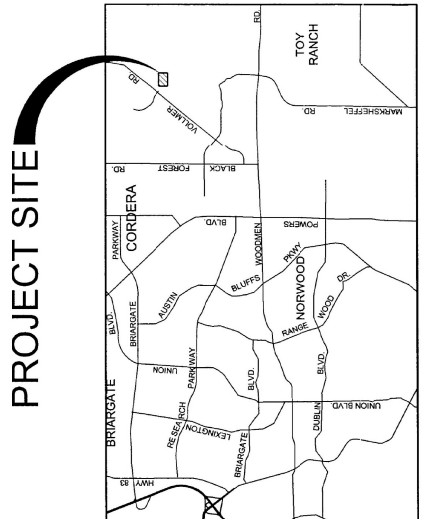 PROJECT SITE
RD.
TOY
RANCH
RD
VOLLMER
MARKSHEFFEL
RD.
BLACK
FOREST
RD.
CORDERA
PARKWAY
BLVD.
WOODMEN
POWERS
BLUFFS
PKWY
AUSTIN
NORWOOD
DR.
WOOD
RANGE
BLVD.
BRIARGATE
UNION
PARKWAY
BLVD.
BLVD.
BRIARGATE
RESEARCH
LEXINGTON
BRIARGATE
DUBLIN
UNION BLVD.
HWY
83